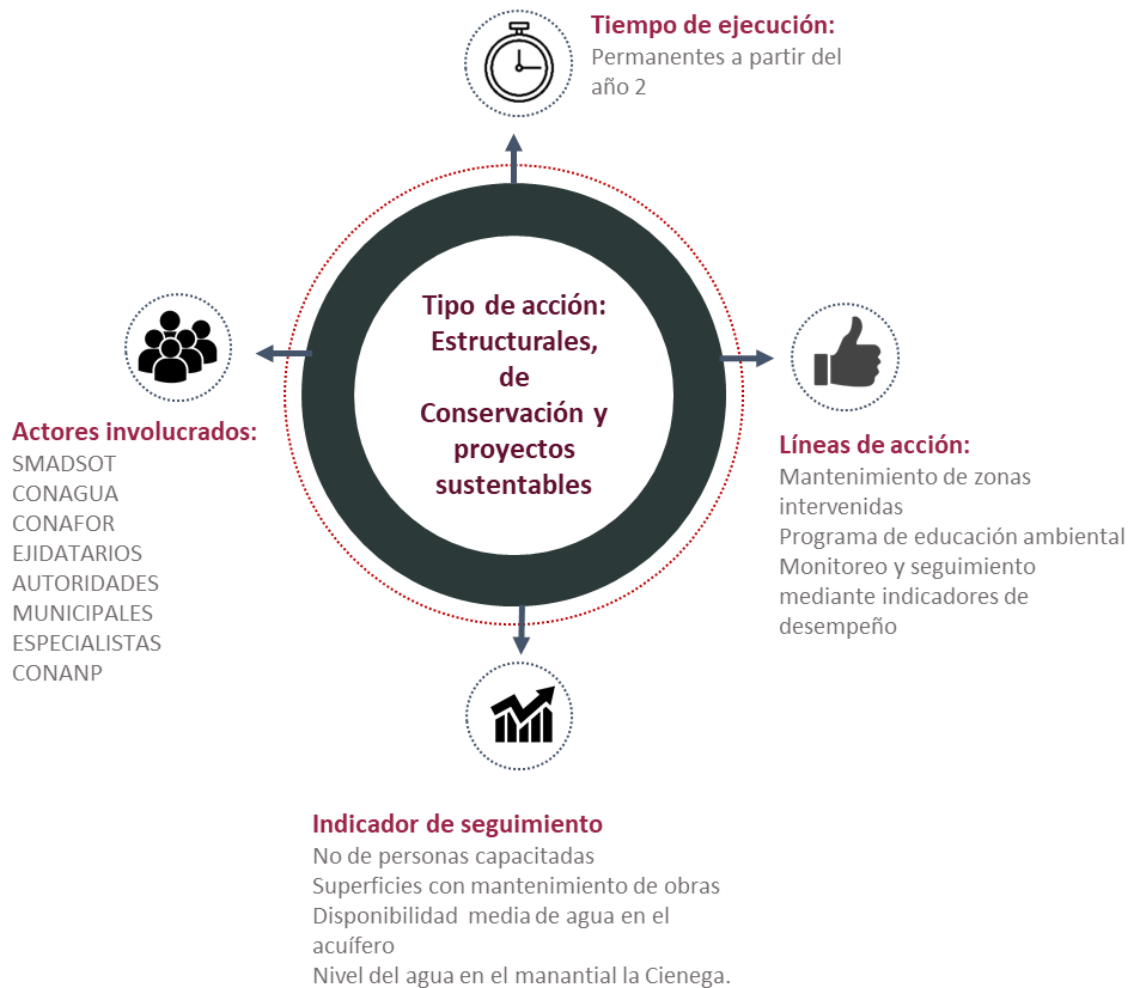 Tiempo de ejecución:
Permanentes a partir del
año 2
Tipo de acción:
Estructurales,
de
Conservación y
proyectos
sustentables
Actores involucrados:
SMADSOT
CONAGUA
CONAFOR
EJIDATARIOS
AUTORIDADES
MUNICIPALES
ESPECIALISTAS
CONANP
Líneas de acción:
Mantenimiento de zonas
intervenidas
Programa de educación ambiental
Monitoreo y seguimiento
mediante indicadores de
desempeño
Indicador de seguimiento
No de personas capacitadas
Superficies con mantenimiento de obras
Disponibilidad media de agua en el
acuífero
Nivel del agua en el manantial la Cienega.